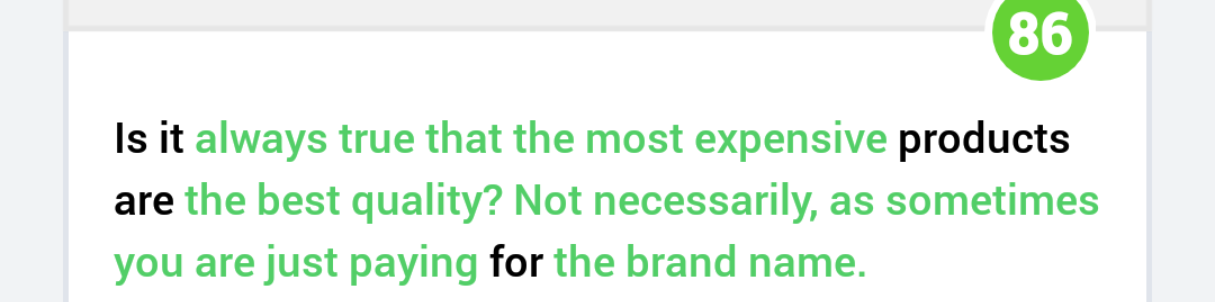 86
Is it always true that the most expensive products
are the best quality? Not necessarily, as sometimes
you are just paying for the brand name.